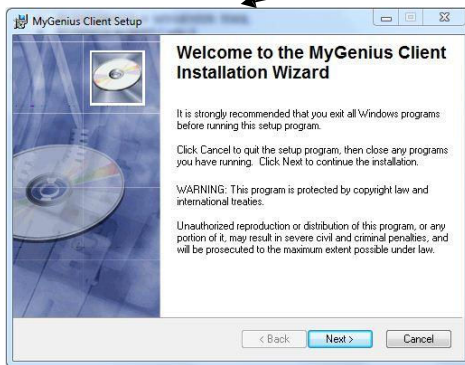 MyGenius Client Setup
Welcome to the MyGenius Client
Installation Wizard
It is strongly recommended that you exit all Windows programs
before running this setup program.
Click Cancel to quit the setup program, then close any programs
you have running. Click Next to continue the installation.
WARNING: This program is protected by copyright law and
international treaties.
Unauthorized reproduction or distribution of this program, or any
portion of it, may result in severe civil and criminal penalties, and
will be prosecuted to the maximum extent possible under law.
< Back Next > Cancel